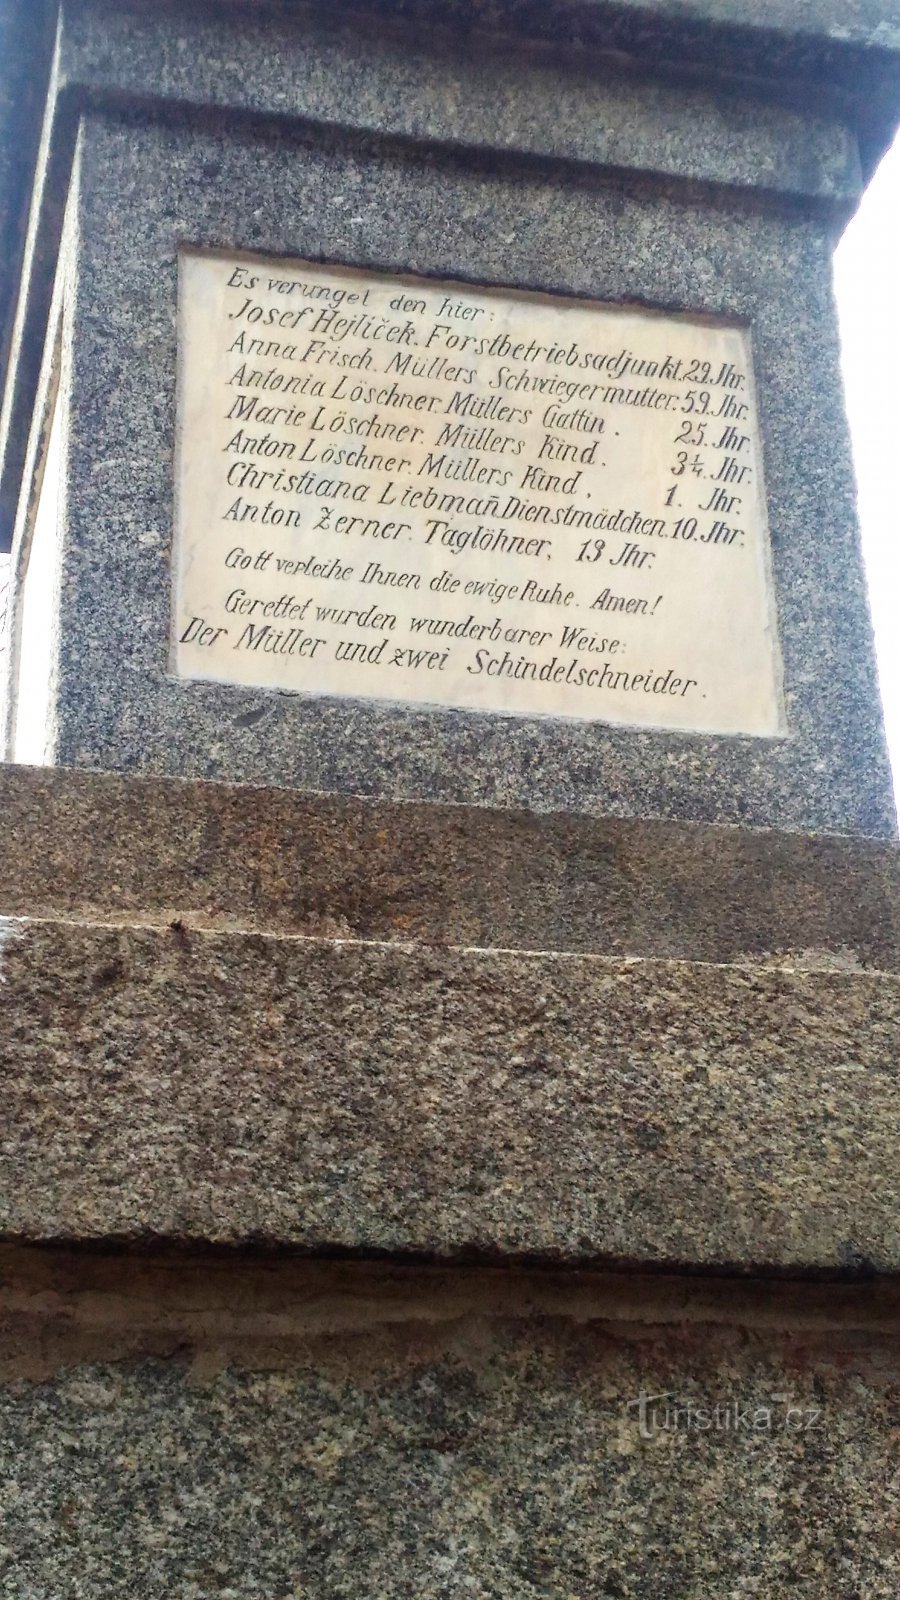 Es verungel den hier:
Josef Hejlíček. Forstbetriebsadjunkt. 29. Jhr.
Anna Frisch. Müllers Schwiegermutter. 59. Jhr.
Antonia Löschner. Müllers Gattin. 25. Jhr.
Marie Löschner. Müllers Kind. 3¼. Jhr.
Anton Löschner. Müllers Kind. 1. Jhr.
Christiana Liebmañ. Dienstmädchen. 10. Jhr.
Anton Zerner. Taglöhner. 13 Jhr.
Gott verleihe Ihnen die ewige Ruhe. Amen!
Gerettet wurden wunderbarer Weise:
Der Müller und zwei Schindelschneider.
Turistika.cz